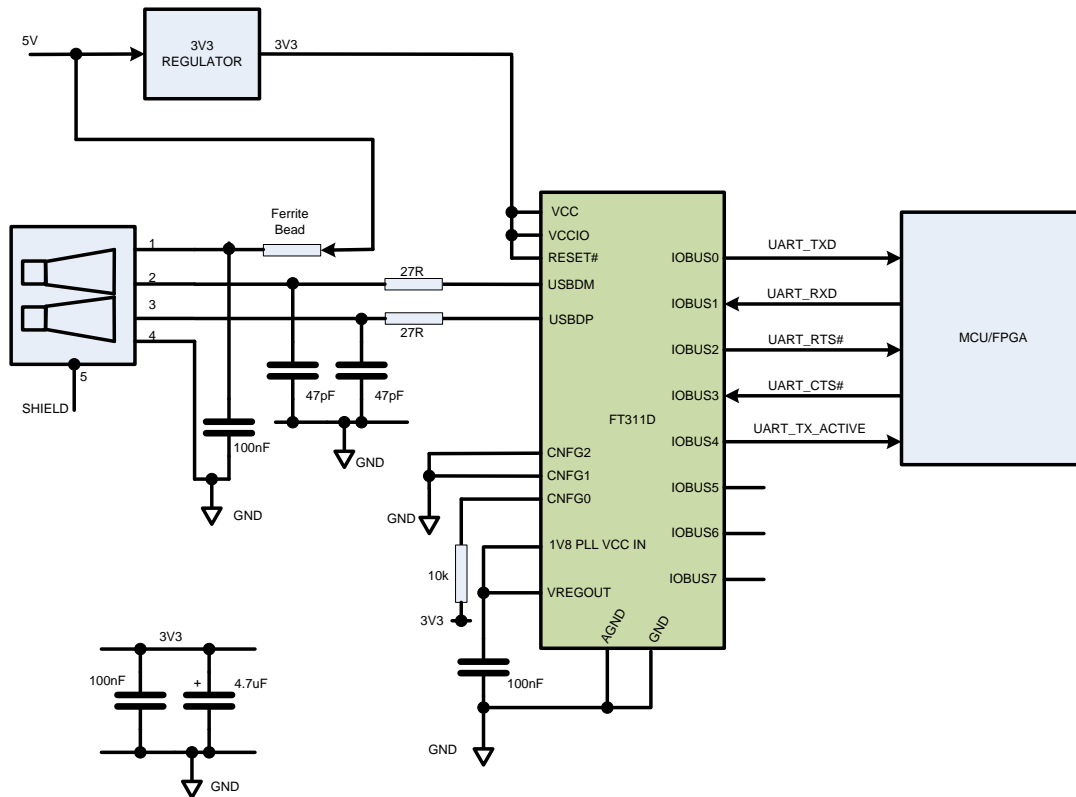 5V
3V3
REGULATOR
3V3
Ferrite
Bead
1
2
3
4
5
SHIELD
27R
27R
47pF
47pF
100nF
GND
GND
VCC
VCCIO
RESET#
USBDM
USBDP
FT311D
CNFG2
CNFG1
CNFG0
1V8 PLL VCC IN
VREGOUT
AGND
GND
IOBUS0
IOBUS1
IOBUS2
IOBUS3
IOBUS4
IOBUS5
IOBUS6
IOBUS7
UART_TXD
UART_RXD
UART_RTS#
UART_CTS#
UART_TX_ACTIVE
MCU/FPGA
GND
10k
3V3
100nF
GND
3V3
100nF
+
4.7uF
GND